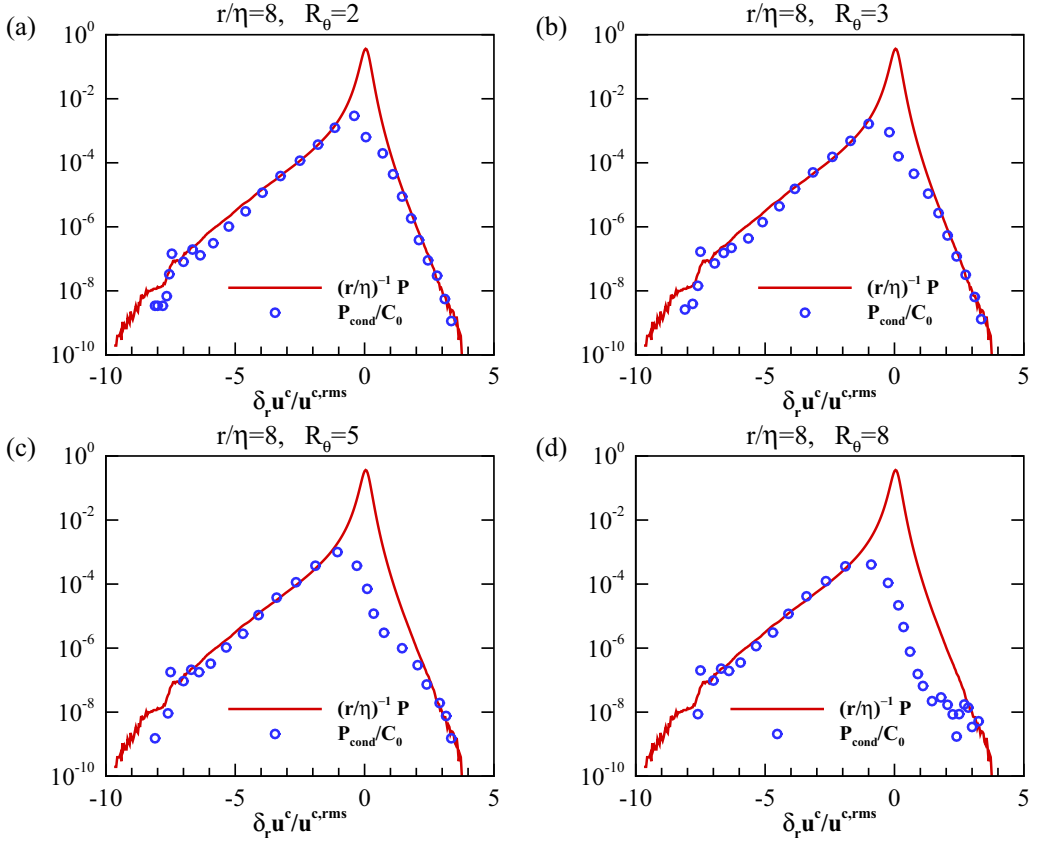 (a) r/η=8, R_θ=2
10^0
10^-2
10^-4
10^-6
10^-8
10^-10
(r/η)^−1 P
P_cond/C_0
-10 -5 0 5
δ_r u^c/u^c,rms
(b) r/η=8, R_θ=3
10^0
10^-2
10^-4
10^-6
10^-8
10^-10
(r/η)^−1 P
P_cond/C_0
-10 -5 0 5
δ_r u^c/u^c,rms
(c) r/η=8, R_θ=5
10^0
10^-2
10^-4
10^-6
10^-8
10^-10
(r/η)^−1 P
P_cond/C_0
-10 -5 0 5
δ_r u^c/u^c,rms
(d) r/η=8, R_θ=8
10^0
10^-2
10^-4
10^-6
10^-8
10^-10
(r/η)^−1 P
P_cond/C_0
-10 -5 0 5
δ_r u^c/u^c,rms